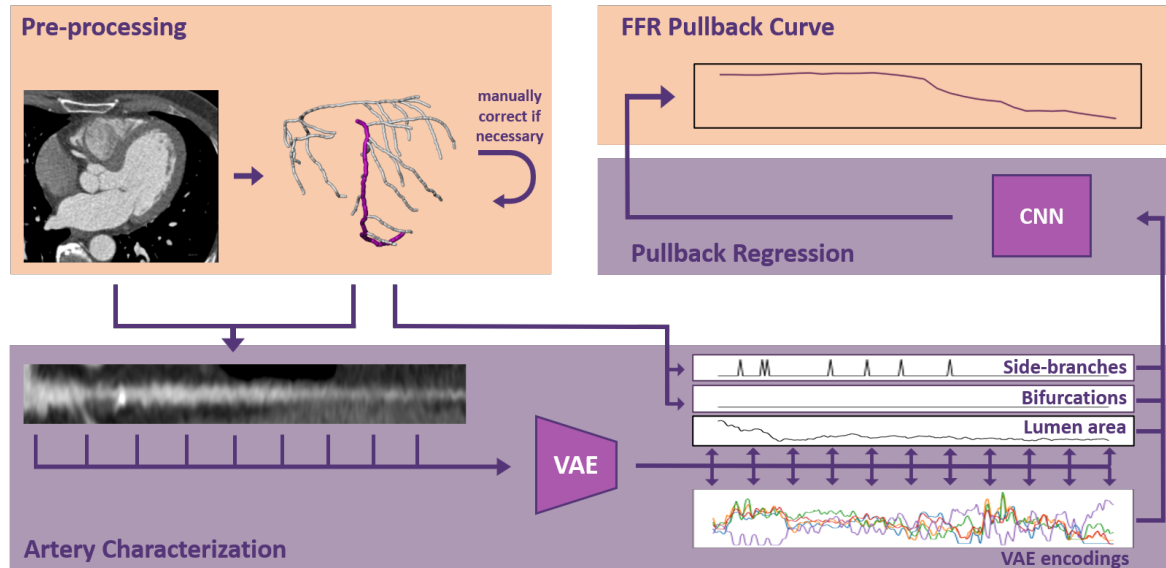 Pre-processing
manually
correct if
necessary
FFR Pullback Curve
CNN
Pullback Regression
Side-branches
Bifurcations
Lumen area
VAE
VAE encodings
Artery Characterization